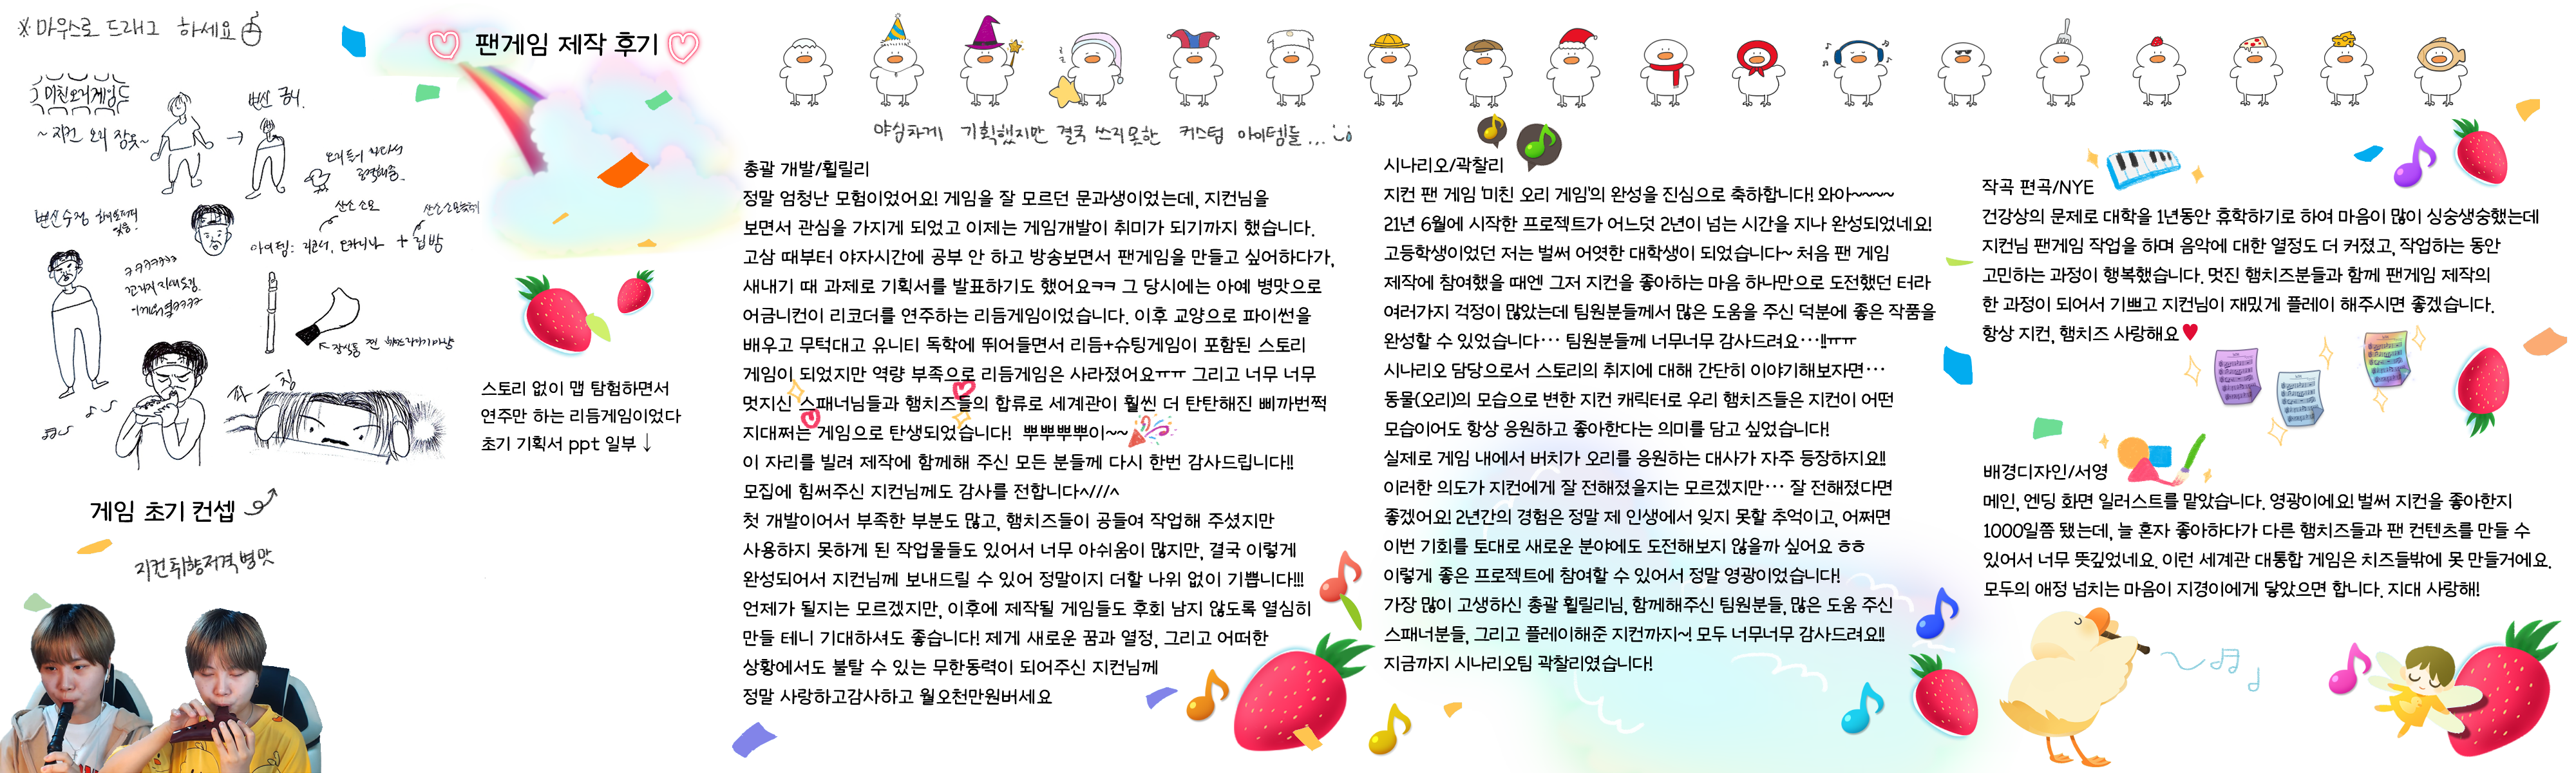 ※ 마우스로 드래그 하세요
미친오리게임
~ 지컨 오리 잠옷~
변신 금지.
오리들이 와다다
변신수정
아이템: 리코더, 오카리나 + 립밤
산소 소모
ㅋㅋㅋㅋㅋㅋㅋ
게임 초기 컨셉
지컨취향저격 병맛
팬게임 제작 후기
스토리 없이 맵 탐험하면서
연주만 하는 리듬게임이었다
초기 기획서 ppt 일부 ↓
야심차게 기획했지만 결국 쓰지못한 커스텀 아이템들...
총괄 개발/휠릴리
정말 엄청난 모험이었어요! 게임을 잘 모르던 문과생이었는데, 지컨님을
보면서 관심을 가지게 되었고 이제는 게임개발이 취미가 되기까지 했습니다.
고삼 때부터 야자시간에 공부 안 하고 방송보면서 팬게임을 만들고 싶어하다가,
새내기 때 과제로 기획서를 발표하기도 했어요ㅋㅋ 그 당시에는 아예 병맛으로
어금니컨이 리코더를 연주하는 리듬게임이었습니다. 이후 교양으로 파이썬을
배우고 무턱대고 유니티 독학에 뛰어들면서 리듬+슈팅게임이 포함된 스토리
게임이 되었지만 역량 부족으로 리듬게임은 사라졌어요ㅠㅠ 그리고 너무 너무
멋지신 스패너님들과 햄치즈들의 합류로 세계관이 훨씬 더 탄탄해진 삐까번쩍
지대쩌는 게임으로 탄생되었습니다! 뿌뿌뿌뿌이~~
이 자리를 빌려 제작에 함께해 주신 모든 분들께 다시 한번 감사드립니다!!
모집에 힘써주신 지컨님께도 감사를 전합니다^///^
첫 개발이어서 부족한 부분도 많고, 햄치즈들이 공들여 작업해 주셨지만
사용하지 못하게 된 작업물들도 있어서 너무 아쉬움이 많지만, 결국 이렇게
완성되어서 지컨님께 보내드릴 수 있어 정말이지 더할 나위 없이 기쁩니다!!!
언제가 될지는 모르겠지만, 이후에 제작될 게임들도 후회 남지 않도록 열심히
만들 테니 기대하셔도 좋습니다! 제게 새로운 꿈과 열정, 그리고 어떠한
상황에서도 불탈 수 있는 무한동력이 되어주신 지컨님께
정말 사랑하고감사하고 월오천만원버세요
시나리오/곽찰리
지컨 팬 게임 '미친 오리 게임'의 완성을 진심으로 축하합니다! 와아~~~~
21년 6월에 시작한 프로젝트가 어느덧 2년이 넘는 시간을 지나 완성되었네요!
고등학생이었던 저는 벌써 어엿한 대학생이 되었습니다~ 처음 팬 게임
제작에 참여했을 때엔 그저 지컨을 좋아하는 마음 하나만으로 도전했던 터라
여러가지 걱정이 많았는데 팀원분들께서 많은 도움을 주신 덕분에 좋은 작품을
완성할 수 있었습니다… 팀원분들께 너무너무 감사드려요…!!ㅠㅠ
시나리오 담당으로서 스토리의 취지에 대해 간단히 이야기해보자면…
동물(오리)의 모습으로 변한 지컨 캐릭터로 우리 햄치즈들은 지컨이 어떤
모습이어도 항상 응원하고 좋아한다는 의미를 담고 싶었습니다!
실제로 게임 내에서 버치가 오리를 응원하는 대사가 자주 등장하지요!!
이러한 의도가 지컨에게 잘 전해졌을지는 모르겠지만… 잘 전해졌다면
좋겠어요! 2년간의 경험은 정말 제 인생에서 잊지 못할 추억이고, 어쩌면
이번 기회를 토대로 새로운 분야에도 도전해보지 않을까 싶어요 ㅎㅎ
이렇게 좋은 프로젝트에 참여할 수 있어서 정말 영광이었습니다!
가장 많이 고생하신 총괄 휠릴리님, 함께해주신 팀원분들, 많은 도움 주신
스패너분들, 그리고 플레이해준 지컨까지~! 모두 너무너무 감사드려요!!
지금까지 시나리오팀 곽찰리였습니다!
작곡 편곡/NYE
건강상의 문제로 대학을 1년동안 휴학하기로 하여 마음이 많이 싱숭생숭했는데
지컨님 팬게임 작업을 하며 음악에 대한 열정도 더 커졌고, 작업하는 동안
고민하는 과정이 행복했습니다. 멋진 햄치즈분들과 함께 팬게임 제작의
한 과정이 되어서 기쁘고 지컨님이 재밌게 플레이 해주시면 좋겠습니다.
항상 지컨, 햄치즈 사랑해요♥
배경디자인/서영
메인, 엔딩 화면 일러스트를 맡았습니다. 영광이에요! 벌써 지컨을 좋아한지
1000일쯤 됐는데, 늘 혼자 좋아하다가 다른 햄치즈들과 팬 컨텐츠를 만들 수
있어서 너무 뜻깊었네요. 이런 세계관 대통합 게임은 치즈들밖에 못 만들거에요.
모두의 애정 넘치는 마음이 지경이에게 닿았으면 합니다. 지대 사랑해!